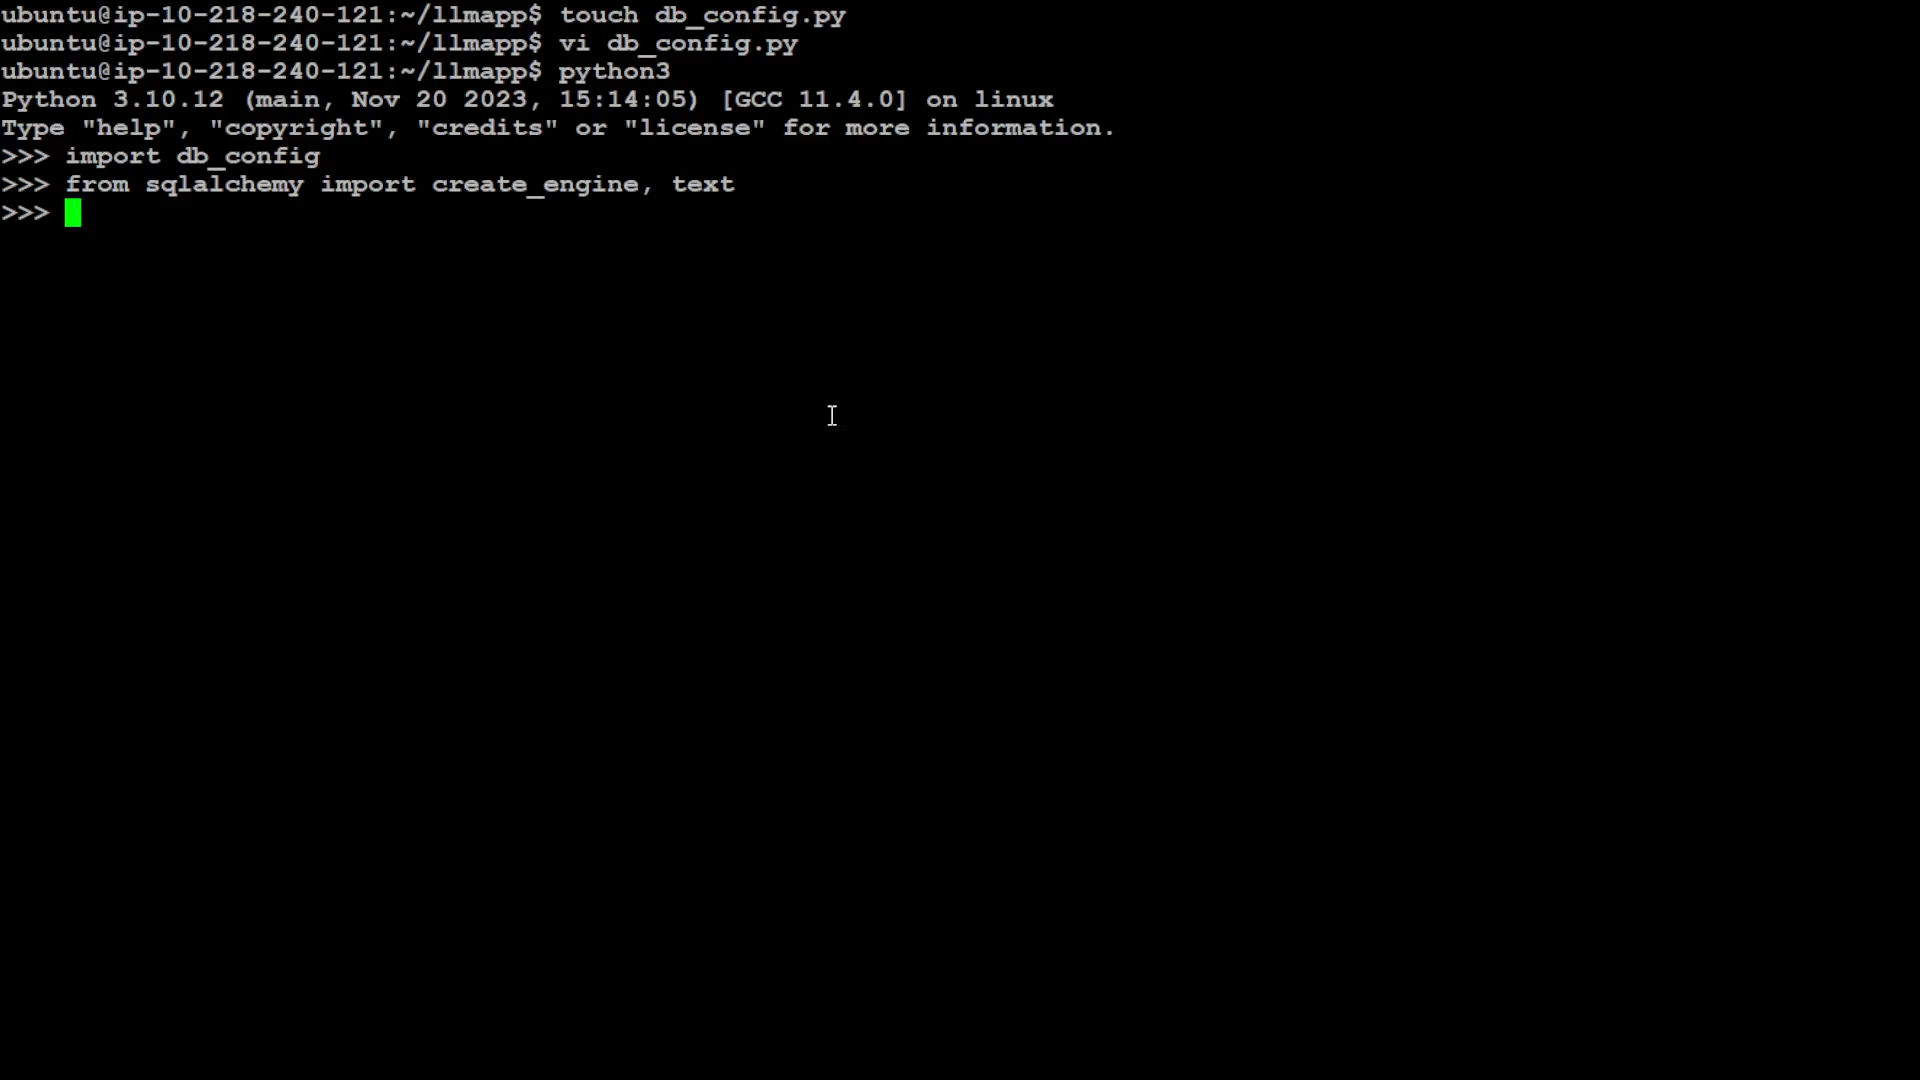 ubuntu@ip-10-218-240-121:~/llmapp$ touch db_config.py
ubuntu@ip-10-218-240-121:~/llmapp$ vi db_config.py
ubuntu@ip-10-218-240-121:~/llmapp$ python3
Python 3.10.12 (main, Nov 20 2023, 15:14:05) [GCC 11.4.0] on linux
Type "help", "copyright", "credits" or "license" for more information.
>>> import db_config
>>> from sqlalchemy import create_engine, text
>>>